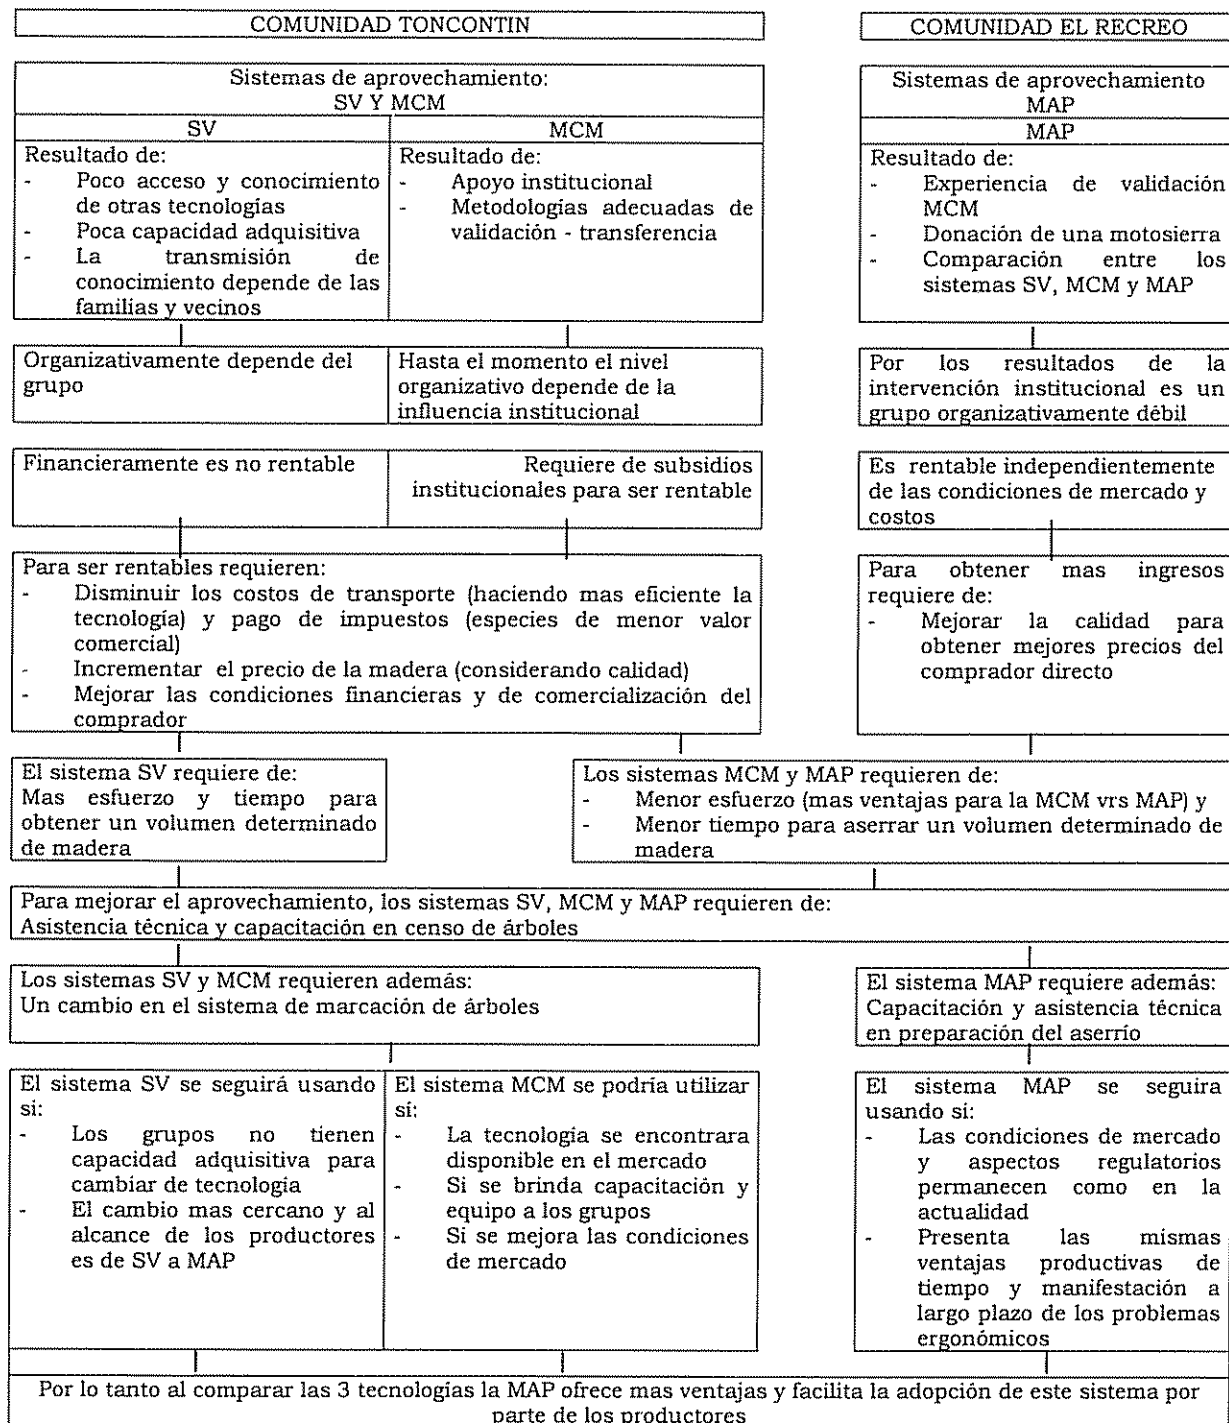 COMUNIDAD TONCONTIN
COMUNIDAD EL RECREO
Sistemas de aprovechamiento:
SV Y MCM
SV
MCM
Resultado de:
- Poco acceso y conocimiento
de otras tecnologías
- Poca capacidad adquisitiva
- La transmisión de
conocimiento depende de las
familias y vecinos
Resultado de:
- Apoyo institucional
- Metodologías adecuadas de
validación - transferencia
Sistemas de aprovechamiento
MAP
MAP
Resultado de:
- Experiencia de validación
MCM
- Donación de una motosierra
- Comparación entre los
sistemas SV, MCM y MAP
Organizativamente depende del
grupo
Hasta el momento el nivel
organizativo depende de la
influencia institucional
Por los resultados de la
intervención institucional es un
grupo organizativamente débil
Financieramente es no rentable
Requiere de subsidios
institucionales para ser rentable
Es rentable independientemente
de las condiciones de mercado y
costos
Para ser rentables requieren:
- Disminuir los costos de transporte (haciendo mas eficiente la
tecnología) y pago de impuestos (especies de menor valor
comercial)
- Incrementar el precio de la madera (considerando calidad)
- Mejorar las condiciones financieras y de comercialización del
comprador
Para obtener mas ingresos
requiere de:
- Mejorar la calidad para
obtener mejores precios del
comprador directo
El sistema SV requiere de:
Mas esfuerzo y tiempo para
obtener un volumen determinado
de madera
Los sistemas MCM y MAP requieren de:
- Menor esfuerzo (mas ventajas para la MCM vrs MAP) y
- Menor tiempo para aserrar un volumen determinado de
madera
Para mejorar el aprovechamiento, los sistemas SV, MCM y MAP requieren de:
Asistencia técnica y capacitación en censo de árboles
Los sistemas SV y MCM requieren además:
Un cambio en el sistema de marcación de árboles
El sistema MAP requiere además:
Capacitación y asistencia técnica
en preparación del aserrío
El sistema SV se seguirá usando
si:
- Los grupos no tienen
capacidad adquisitiva para
cambiar de tecnología
- El cambio mas cercano y al
alcance de los productores
es de SV a MAP
El sistema MCM se podría utilizar
sí:
- La tecnología se encontrara
disponible en el mercado
- Si se brinda capacitación y
equipo a los grupos
- Si se mejora las condiciones
de mercado
El sistema MAP se seguira
usando si:
- Las condiciones de mercado
y aspectos regulatorios
permanecen como en la
actualidad
- Presenta las mismas
ventajas productivas de
tiempo y manifestación a
largo plazo de los problemas
ergonómicos
Por lo tanto al comparar las 3 tecnologías la MAP ofrece mas ventajas y facilita la adopción de este sistema por
parte de los productores